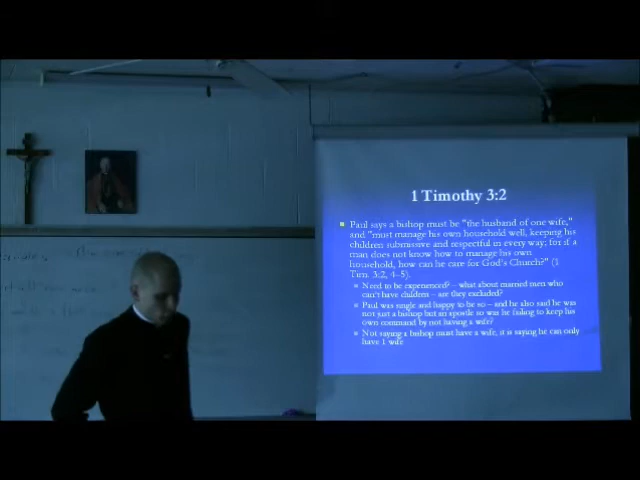 1 Timothy 3:2
Paul says a bishop must be "the husband of one wife,"
and "must manage his own household well, keeping his
children submissive and respectful in every way; for if a
man does not know how to manage his own
household, how can he care for God's Church?" (1
Tim. 3:2, 4-5).
Need to be experienced? – what about married men who
can't have children – are they excluded?
Paul was single and happy to be so – and he also said he was
not just a bishop but an apostle so was he failing to keep his
own command by not having a wife?
Not saying a bishop must have a wife, it is saying he can only
have 1 wife